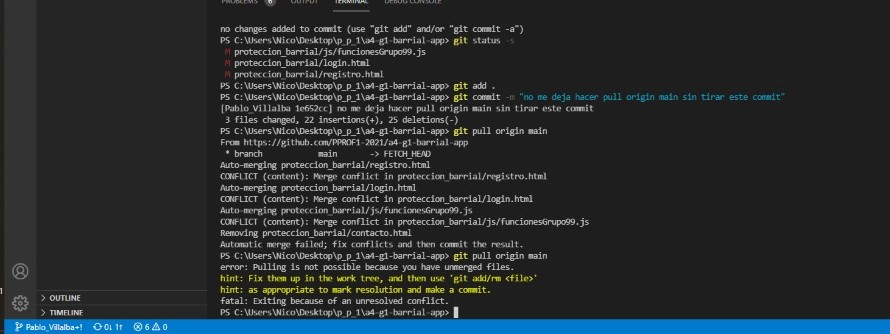 PROBLEMS 6 OUTPUT TERMINAL DEBUG CONSOLE
no changes added to commit (use "git add" and/or "git commit -a")
PS C:\Users\Nico\Desktop\p_p_1\a4-g1-barrial-app> git status -s
M proteccion_barrial/js/funcionesGrupo99.js
M proteccion_barrial/login.html
M proteccion_barrial/registro.html
PS C:\Users\Nico\Desktop\p_p_1\a4-g1-barrial-app> git add .
PS C:\Users\Nico\Desktop\p_p_1\a4-g1-barrial-app> git commit -m "no me deja hacer pull origin main sin tirar este commit"
[Pablo_Villalba 1e652cc] no me deja hacer pull origin main sin tirar este commit
3 files changed, 22 insertions(+), 25 deletions(-)
PS C:\Users\Nico\Desktop\p_p_1\a4-g1-barrial-app> git pull origin main
From https://github.com/PPROF1-2021/a4-g1-barrial-app
* branch main -> FETCH_HEAD
Auto-merging proteccion_barrial/registro.html
CONFLICT (content): Merge conflict in proteccion_barrial/registro.html
Auto-merging proteccion_barrial/login.html
CONFLICT (content): Merge conflict in proteccion_barrial/login.html
Auto-merging proteccion_barrial/js/funcionesGrupo99.js
CONFLICT (content): Merge conflict in proteccion_barrial/js/funcionesGrupo99.js
Removing proteccion_barrial/contacto.html
Automatic merge failed; fix conflicts and then commit the result.
PS C:\Users\Nico\Desktop\p_p_1\a4-g1-barrial-app> git pull origin main
error: Pulling is not possible because you have unmerged files.
hint: Fix them up in the work tree, and then use 'git add/rm <file>'
hint: as appropriate to mark resolution and make a commit.
fatal: Exiting because of an unresolved conflict.
PS C:\Users\Nico\Desktop\p_p_1\a4-g1-barrial-app>
1
> OUTLINE
> TIMELINE
Pablo_Villalba+! 0↓ 1↑ 6 0